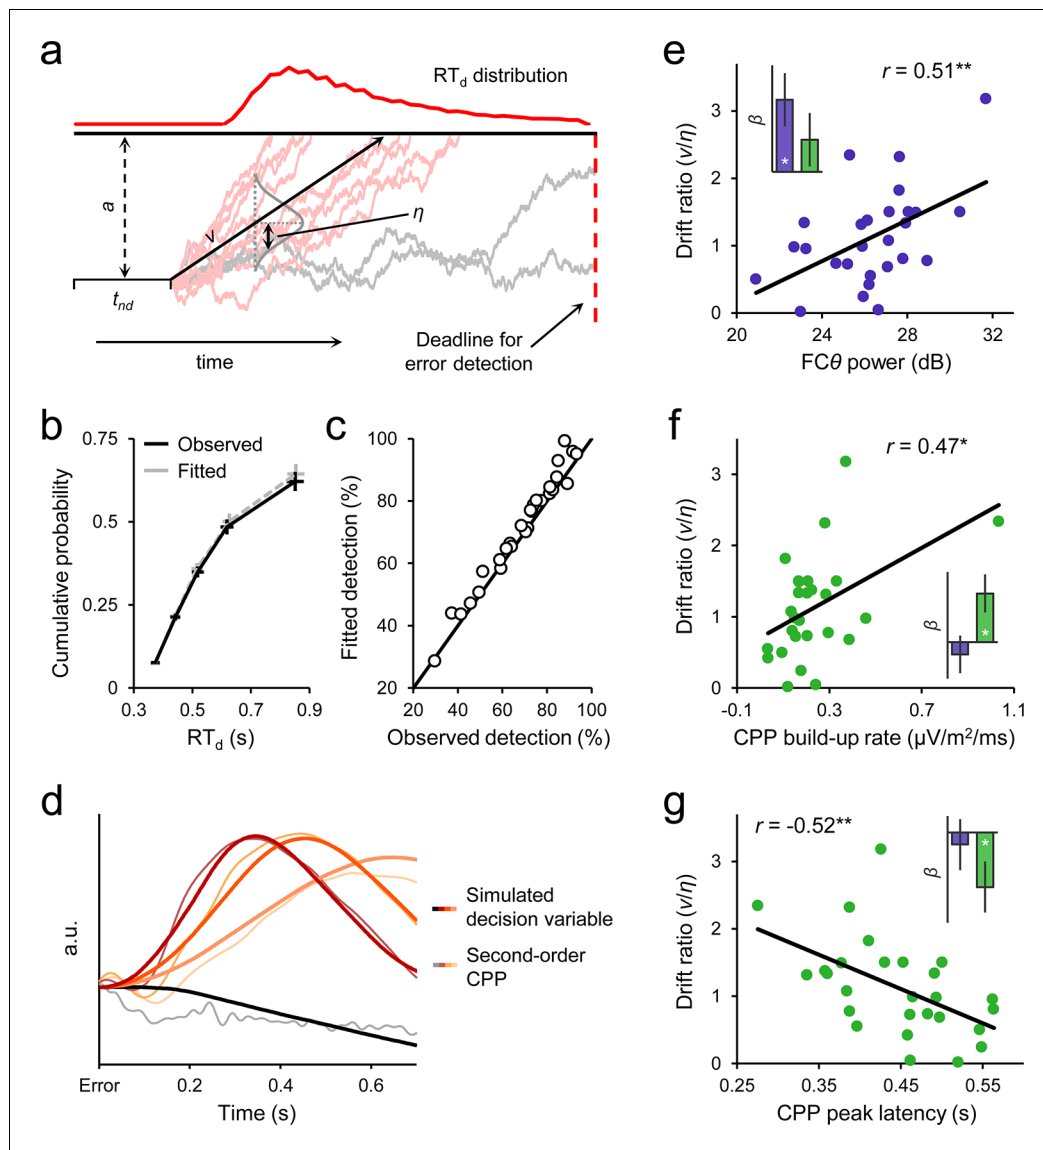 a
RTd distribution
a
v
η
tnd
time
Deadline for
error detection
b
Observed
Fitted
Cumulative probability
0.75
0.5
0.25
0
0.3
0.5
0.7
0.9
RTd (s)
c
Fitted detection (%)
100
80
60
40
20
20
40
60
80
100
Observed detection (%)
d
a.u.
Simulated
decision variable
Second-order
CPP
Error
0.2
0.4
0.6
Time (s)
e
r = 0.51**
β
*
Drift ratio (v/η)
3
2
1
0
20
24
28
32
FCθ power (dB)
f
r = 0.47*
β
*
Drift ratio (v/η)
3
2
1
0
-0.1
0.3
0.7
1.1
CPP build-up rate (μV/m²/ms)
g
r = -0.52**
β
*
Drift ratio (v/η)
3
2
1
0
0.25
0.35
0.45
0.55
CPP peak latency (s)